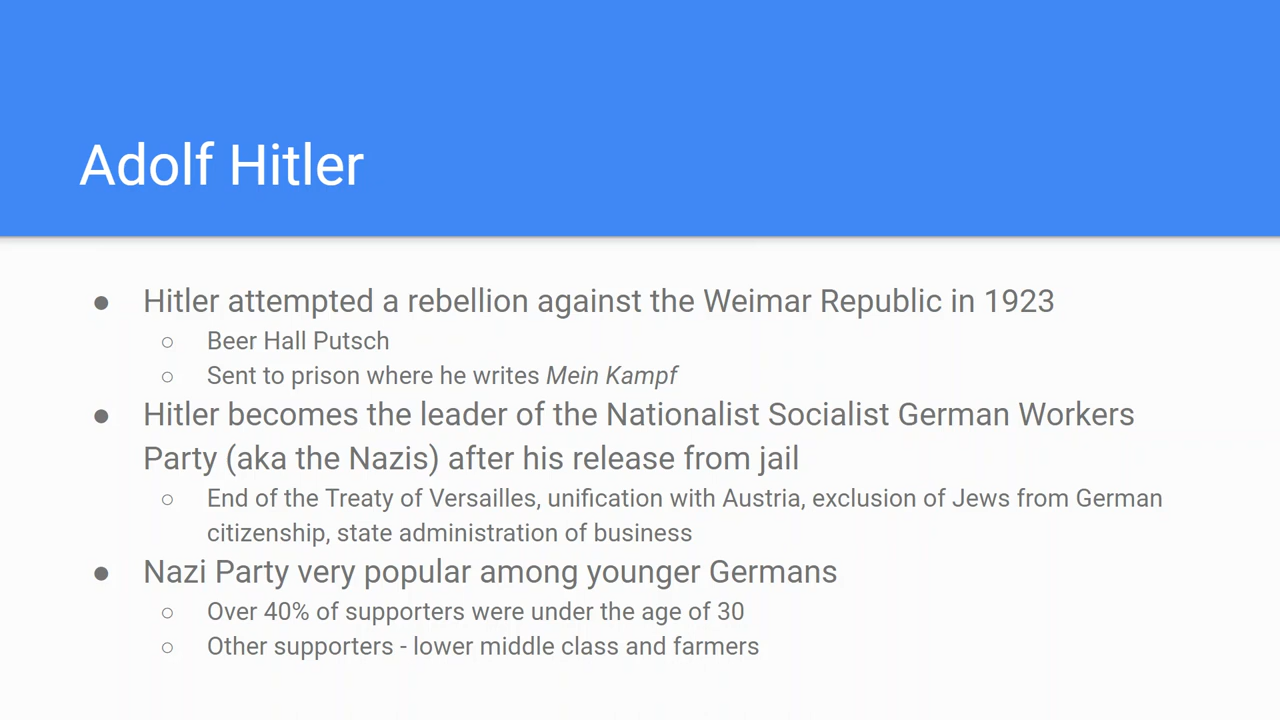 Adolf Hitler
● Hitler attempted a rebellion against the Weimar Republic in 1923
○ Beer Hall Putsch
○ Sent to prison where he writes Mein Kampf
● Hitler becomes the leader of the Nationalist Socialist German Workers
Party (aka the Nazis) after his release from jail
○ End of the Treaty of Versailles, unification with Austria, exclusion of Jews from German
citizenship, state administration of business
● Nazi Party very popular among younger Germans
○ Over 40% of supporters were under the age of 30
○ Other supporters - lower middle class and farmers